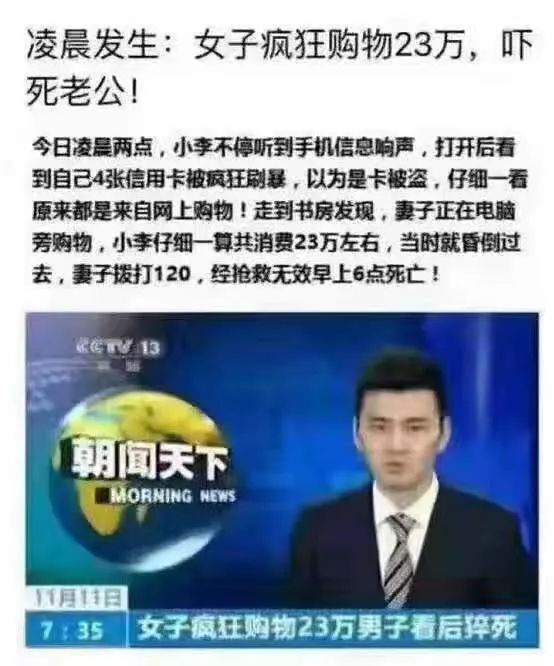 凌晨发生：女子疯狂购物23万，吓
死老公！
今日凌晨两点，小李不停听到手机信息响声，打开后看
到自己4张信用卡被疯狂刷暴，以为是卡被盗，仔细一看
原来都是来自网上购物！走到书房发现，妻子正在电脑
旁购物，小李仔细一算共消费23万左右，当时就昏倒过
去，妻子拨打120，经抢救无效早上6点死亡！
CCTV 13
新闻
朝闻天下
MORNING NEWS
11月11日
7:35
女子疯狂购物23万男子看后猝死